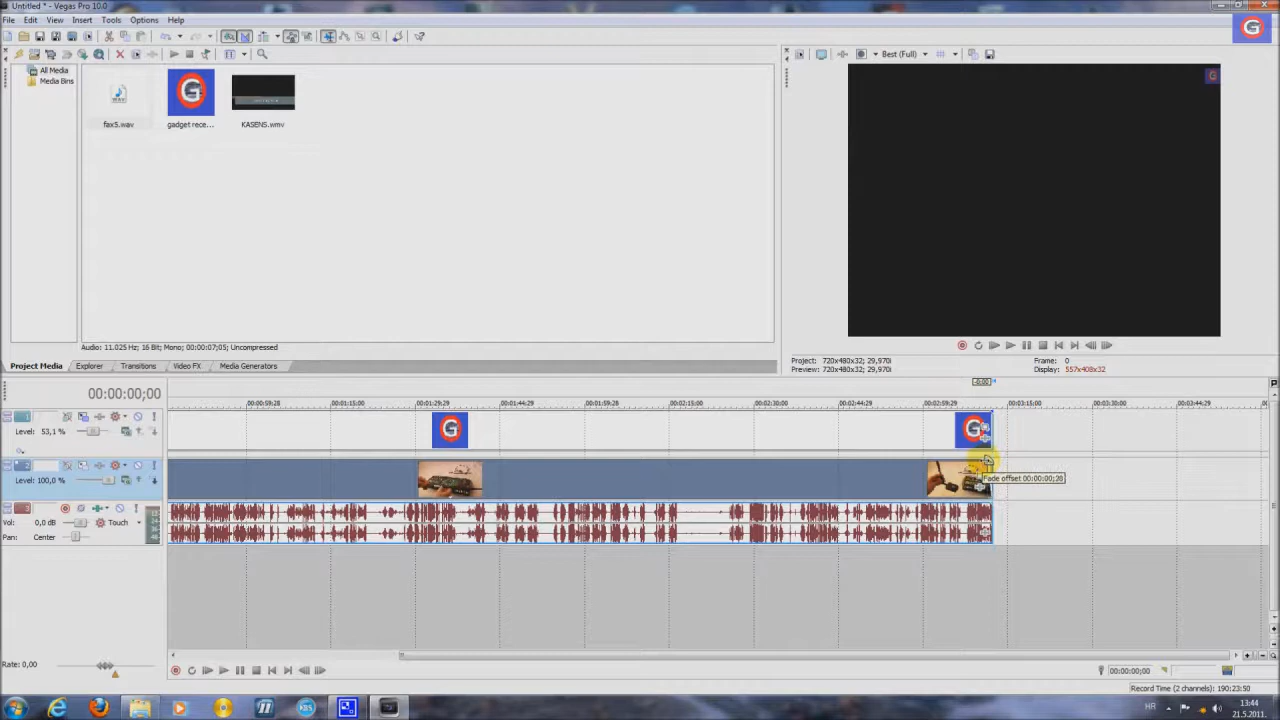 Untitled * - Vegas Pro 10.0
File Edit View Insert Tools Options Help
Best (Full)
All Media
Media Bins
fax5.wav
gadget rece...
KASENS.wmv
Audio: 11.025 Hz; 16 Bit; Mono; 00:00:07;05; Uncompressed
Project Media Explorer Transitions Video FX Media Generators
Project: 720x480x32; 29,970i
Preview: 720x480x32; 29,970i
Frame: 0
Display: 557x408x32
00:00:00;00
-0;00
00:00:59;28 00:01:15;00 00:01:29;29 00:01:44;29 00:01:59;28 00:02:15;00 00:02:30;00 00:02:44;29 00:02:59;29 00:03:15;00 00:03:30;00 00:03:44;29
Level: 53,1 %
Level: 100,0 %
Fade offset 00:00:00;28
Vol: 0,0 dB Touch
Pan: Center
Rate: 0,00
00:00:00;00
Record Time (2 channels): 190:23:50
HR
13:44
21.5.2011.